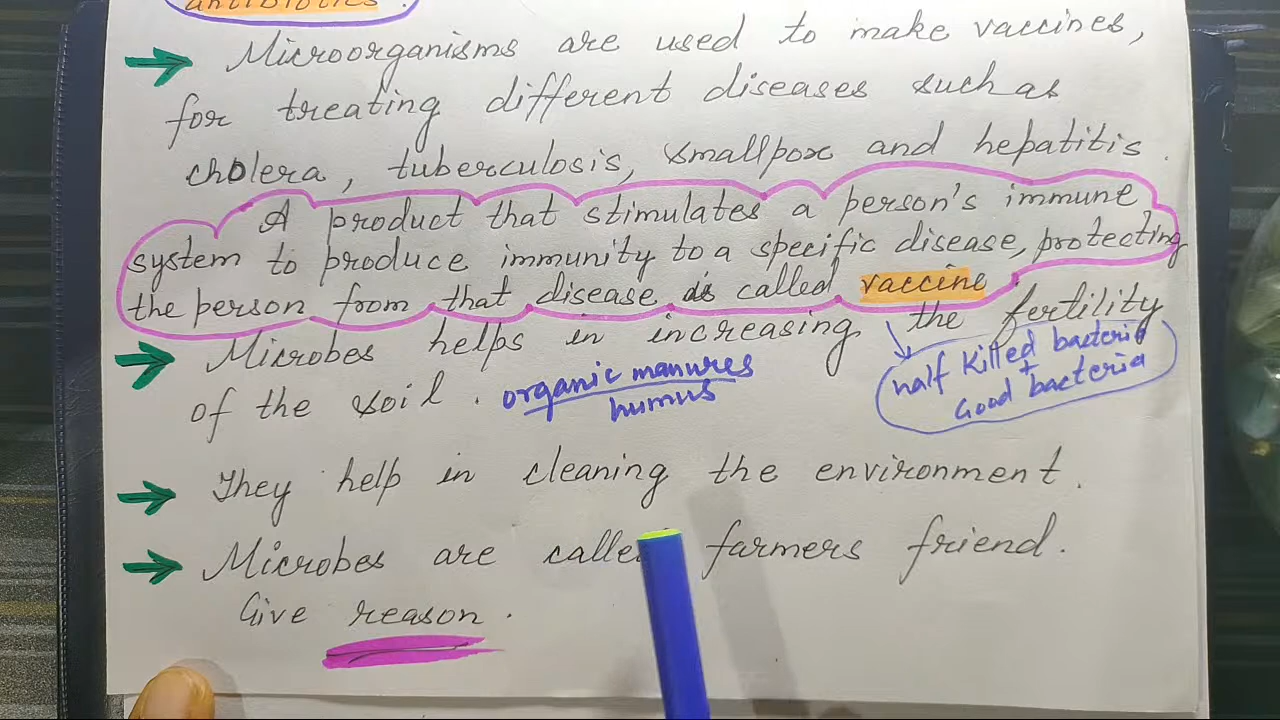 antibiotics.
Microorganisms are used to make vaccines,
for treating different diseases such as
cholera, tuberculosis, smallpox and hepatitis.
A product that stimulates a person's immune
system to produce immunity to a specific disease, protecting
the person from that disease is called vaccine.
Microbes helps in increasing the fertility
of the soil. organic manures
humus
half killed bacteria
+
Good bacteria
They help in cleaning the environment.
Microbes are called farmers friend.
Give reason.